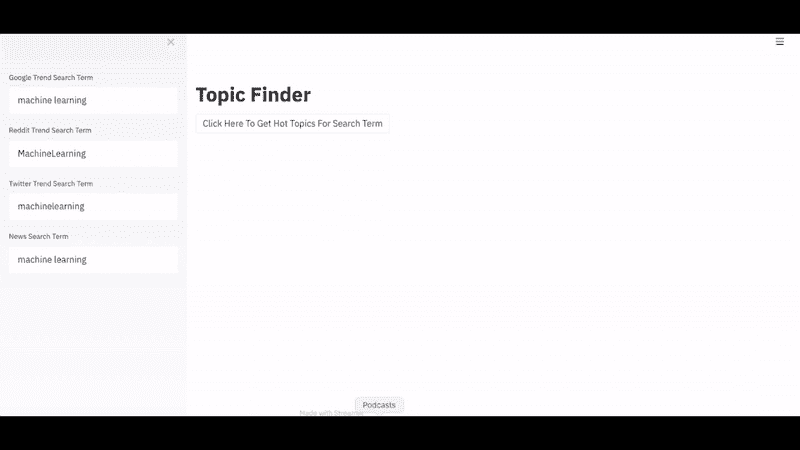 Google Trend Search Term
machine learning
Reddit Trend Search Term
MachineLearning
Twitter Trend Search Term
machinelearning
News Search Term
machine learning
Topic Finder
Click Here To Get Hot Topics For Search Term
Podcasts
Made with Streamlit